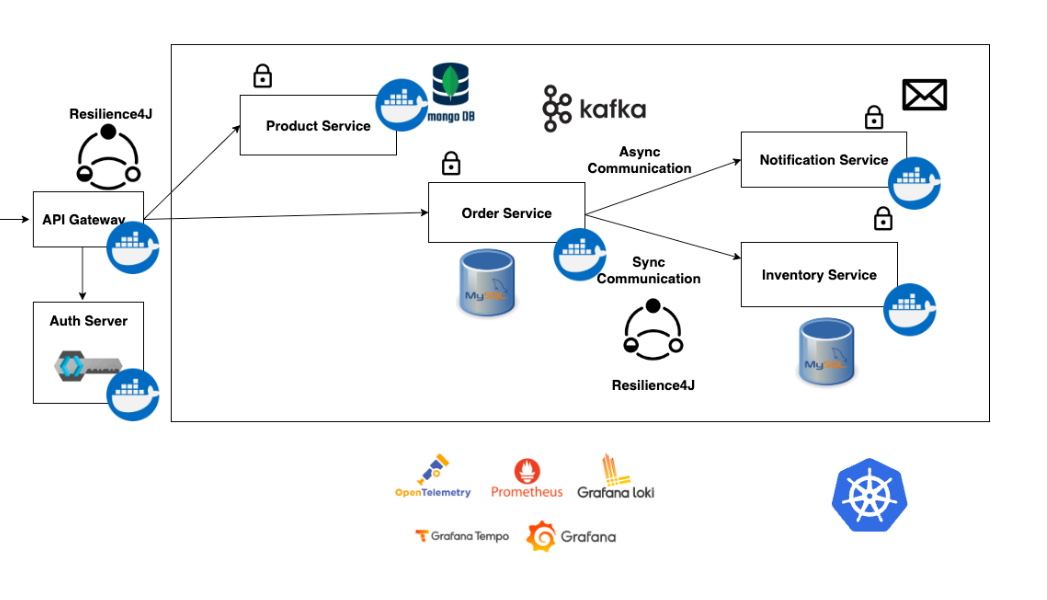 Resilience4J
API Gateway
Auth Server
Product Service
mongo DB
kafka
Order Service
MySQL
Async
Communication
Sync
Communication
Resilience4J
Notification Service
Inventory Service
MySQL
OpenTelemetry
Prometheus
Grafana loki
Grafana Tempo
Grafana